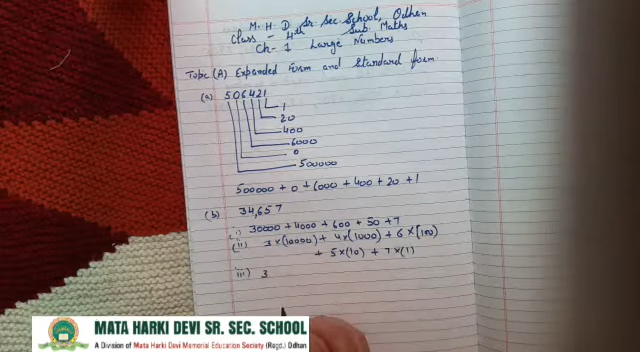 M. H. D. Sr. Sec. School, Odhan
Class - 4th Sub: Maths
Ch-1 Large Numbers
Topic (A) Expanded Form and Standard form
(a) 506421
1
20
400
6000
0
500000
500000 + 0 + 6000 + 400 + 20 + 1
(b) 34,657
(i) 30000 + 4000 + 600 + 50 + 7
(ii) 3 × (10000) + 4 × (1000) + 6 × (100)
+ 5 × (10) + 7 × (1)
iii) 3
MATA HARKI DEVI SR. SEC. SCHOOL
A Division of Mata Harki Devi Memorial Education Society (Regd.) Odhan